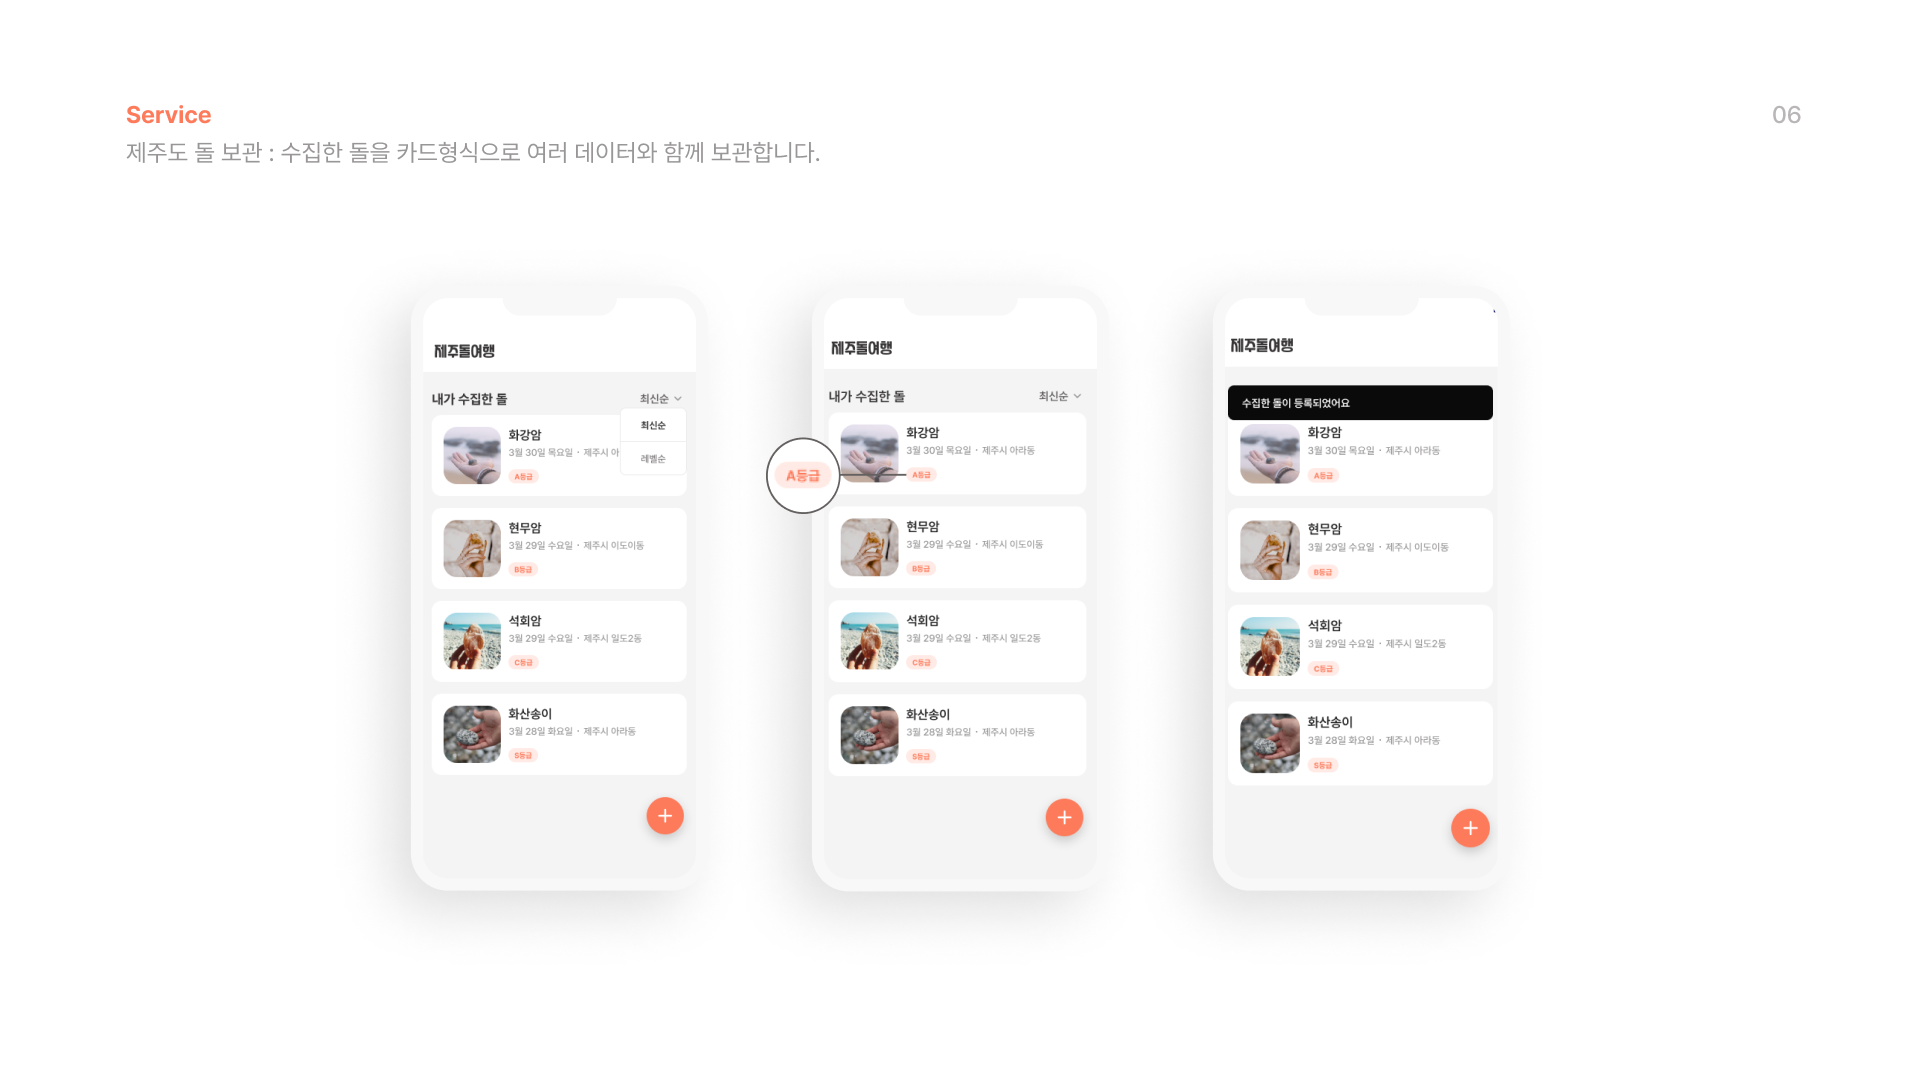 Service
06
제주도 돌 보관 : 수집한 돌을 카드형식으로 여러 데이터와 함께 보관합니다.
제주돌여행
내가 수집한 돌
최신순
최신순
레벨순
화강암
3월 30일 목요일 · 제주시 아
A등급
현무암
3월 29일 수요일 · 제주시 이도이동
B등급
석회암
3월 29일 수요일 · 제주시 일도2동
C등급
화산송이
3월 28일 화요일 · 제주시 아라동
S등급
제주돌여행
내가 수집한 돌
최신순
화강암
3월 30일 목요일 · 제주시 아라동
A등급
A등급
현무암
3월 29일 수요일 · 제주시 이도이동
B등급
석회암
3월 29일 수요일 · 제주시 일도2동
C등급
화산송이
3월 28일 화요일 · 제주시 아라동
S등급
제주돌여행
수집한 돌이 등록되었어요
화강암
3월 30일 목요일 · 제주시 아라동
A등급
현무암
3월 29일 수요일 · 제주시 이도이동
B등급
석회암
3월 29일 수요일 · 제주시 일도2동
C등급
화산송이
3월 28일 화요일 · 제주시 아라동
S등급